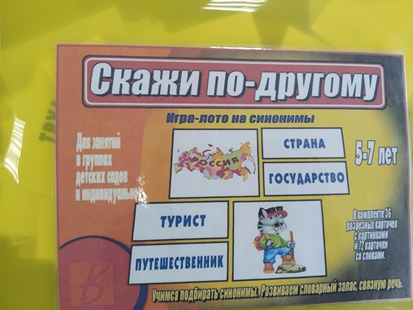 Скажи по-другому
Игра-лото на синонимы
Для занятий
в группах
детских садов
и индивидуально
РОССИЯ
СТРАНА
ГОСУДАРСТВО
5-7 лет
ТУРИСТ
ПУТЕШЕСТВЕННИК
В комплекте 36
разрезных карточек
с картинками
и 72 карточки
со словами.
Учимся подбирать синонимы. Развиваем словарный запас, связную речь.